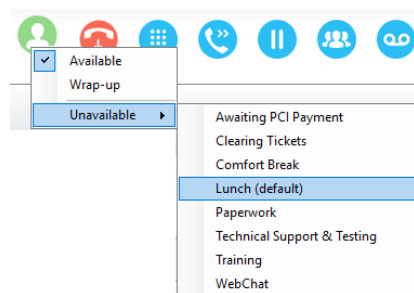 Available
Wrap-up
Unavailable
Awaiting PCI Payment
Clearing Tickets
Comfort Break
Lunch (default)
Paperwork
Technical Support & Testing
Training
WebChat